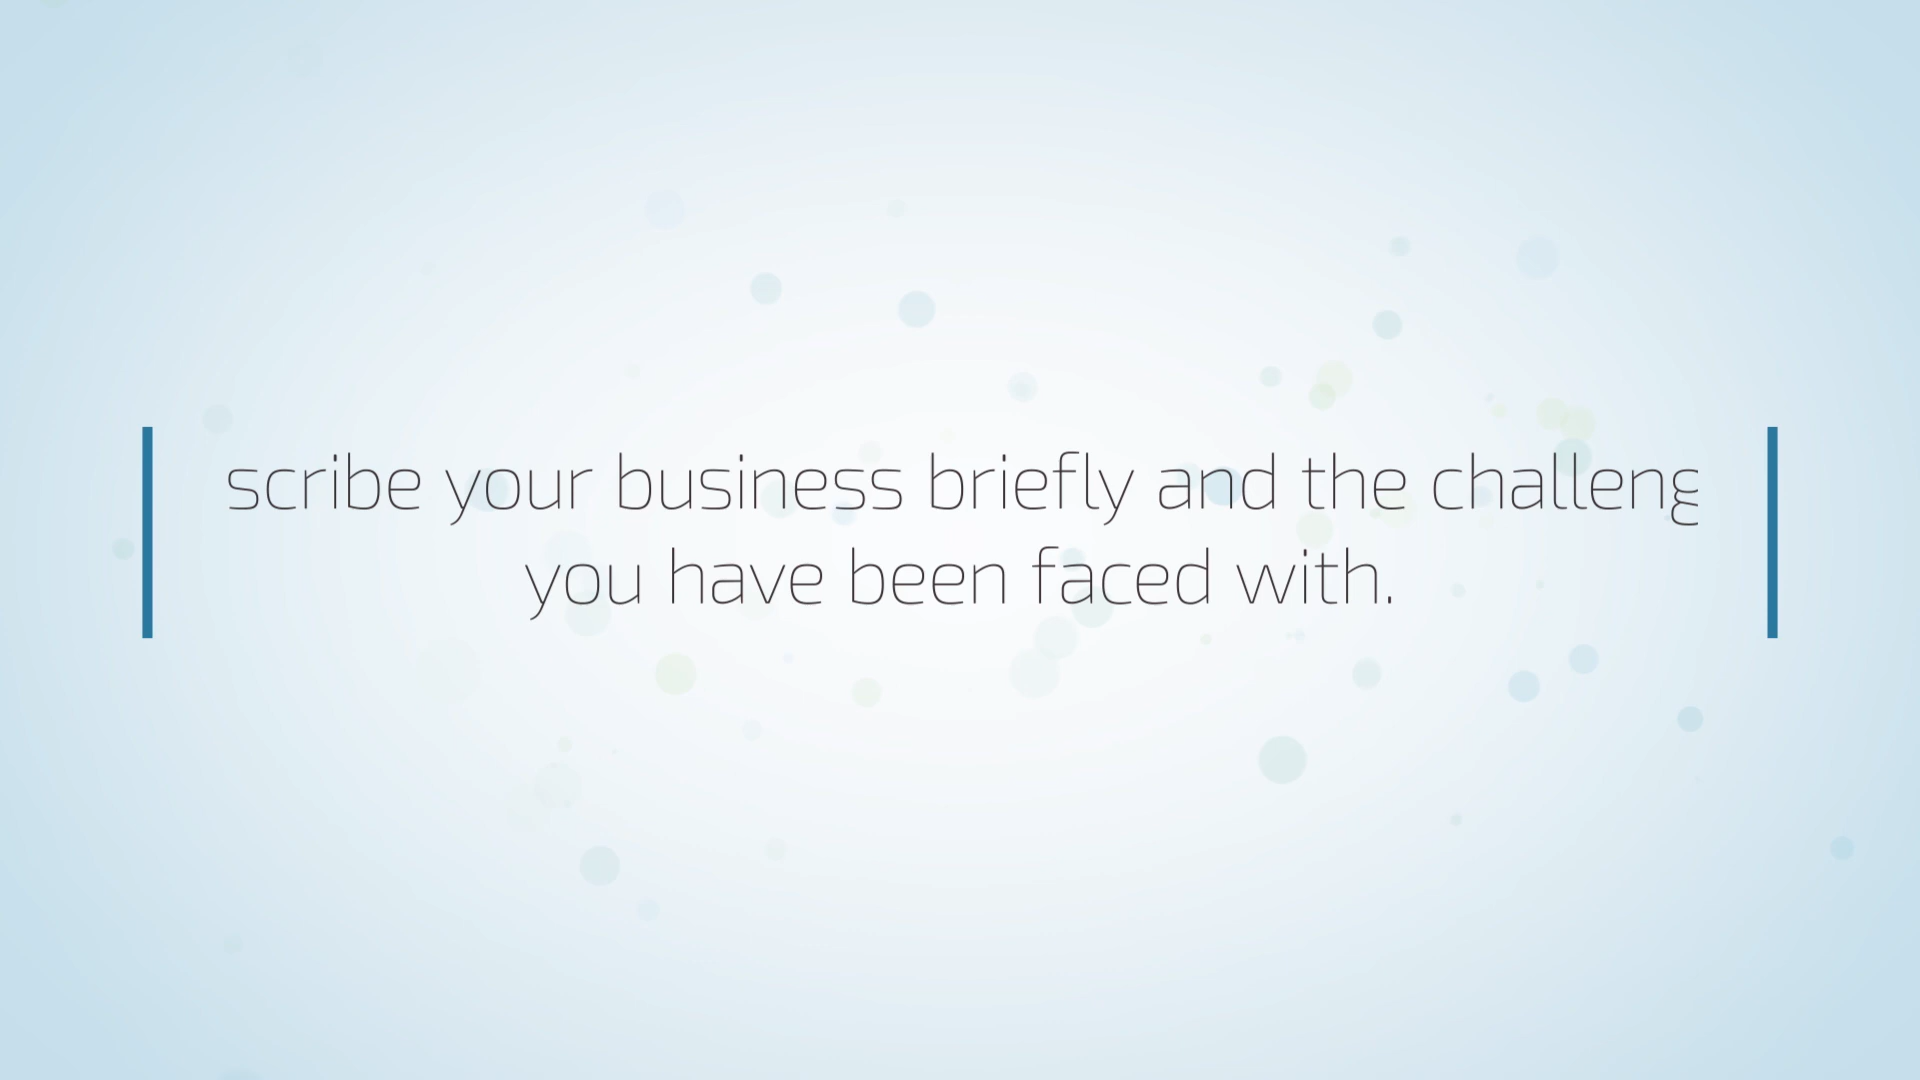 scribe your business briefly and the challeng
you have been faced with.